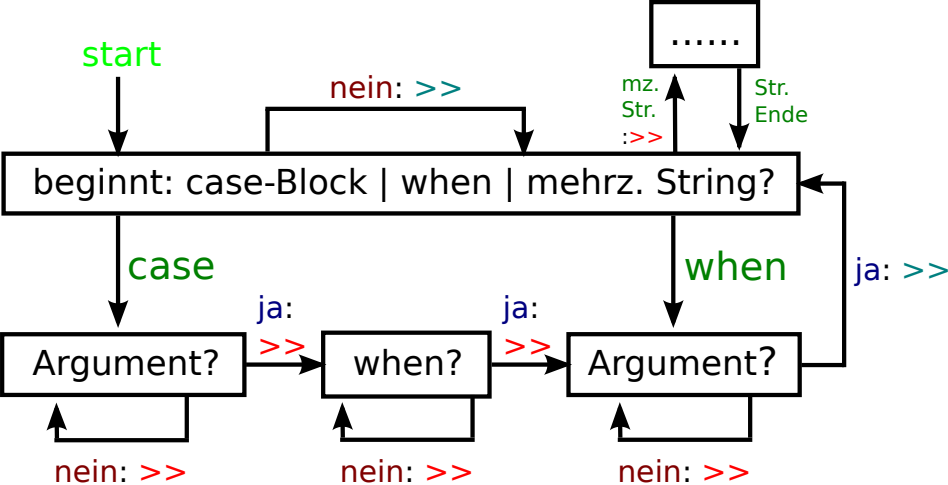 ......
start
nein: >>
mz.
Str.
:>>
Str.
Ende
beginnt: case-Block | when | mehrz. String?
case
when
ja: >>
ja:
>>
ja:
>>
Argument?
when?
Argument?
nein: >>
nein: >>
nein: >>